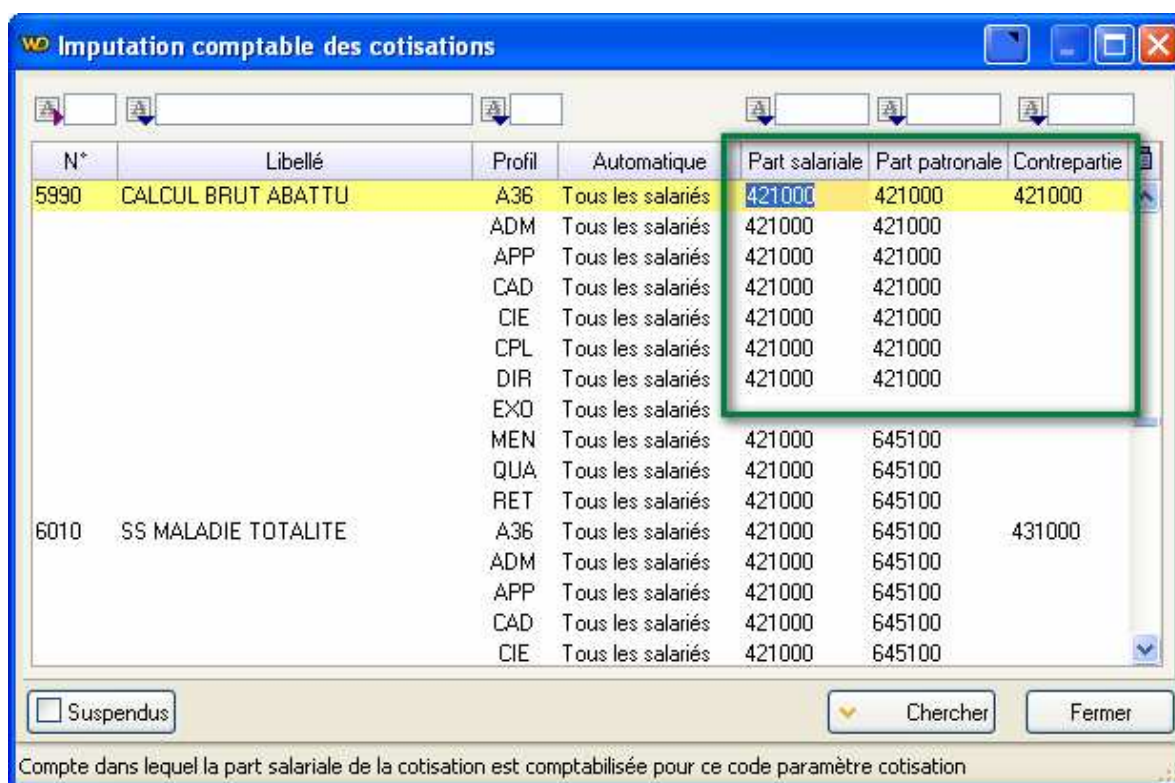 WD Imputation comptable des cotisations
A A A A A A
N° Libellé Profil Automatique Part salariale Part patronale Contrepartie
5990 CALCUL BRUT ABATTU A36 Tous les salariés 421000 421000 421000
ADM Tous les salariés 421000 421000
APP Tous les salariés 421000 421000
CAD Tous les salariés 421000 421000
CIE Tous les salariés 421000 421000
CPL Tous les salariés 421000 421000
DIR Tous les salariés 421000 421000
EXO Tous les salariés
MEN Tous les salariés 421000 645100
QUA Tous les salariés 421000 645100
RET Tous les salariés 421000 645100
6010 SS MALADIE TOTALITE A36 Tous les salariés 421000 645100 431000
ADM Tous les salariés 421000 645100
APP Tous les salariés 421000 645100
CAD Tous les salariés 421000 645100
CIE Tous les salariés 421000 645100
Suspendus Chercher Fermer
Compte dans lequel la part salariale de la cotisation est comptabilisée pour ce code paramètre cotisation